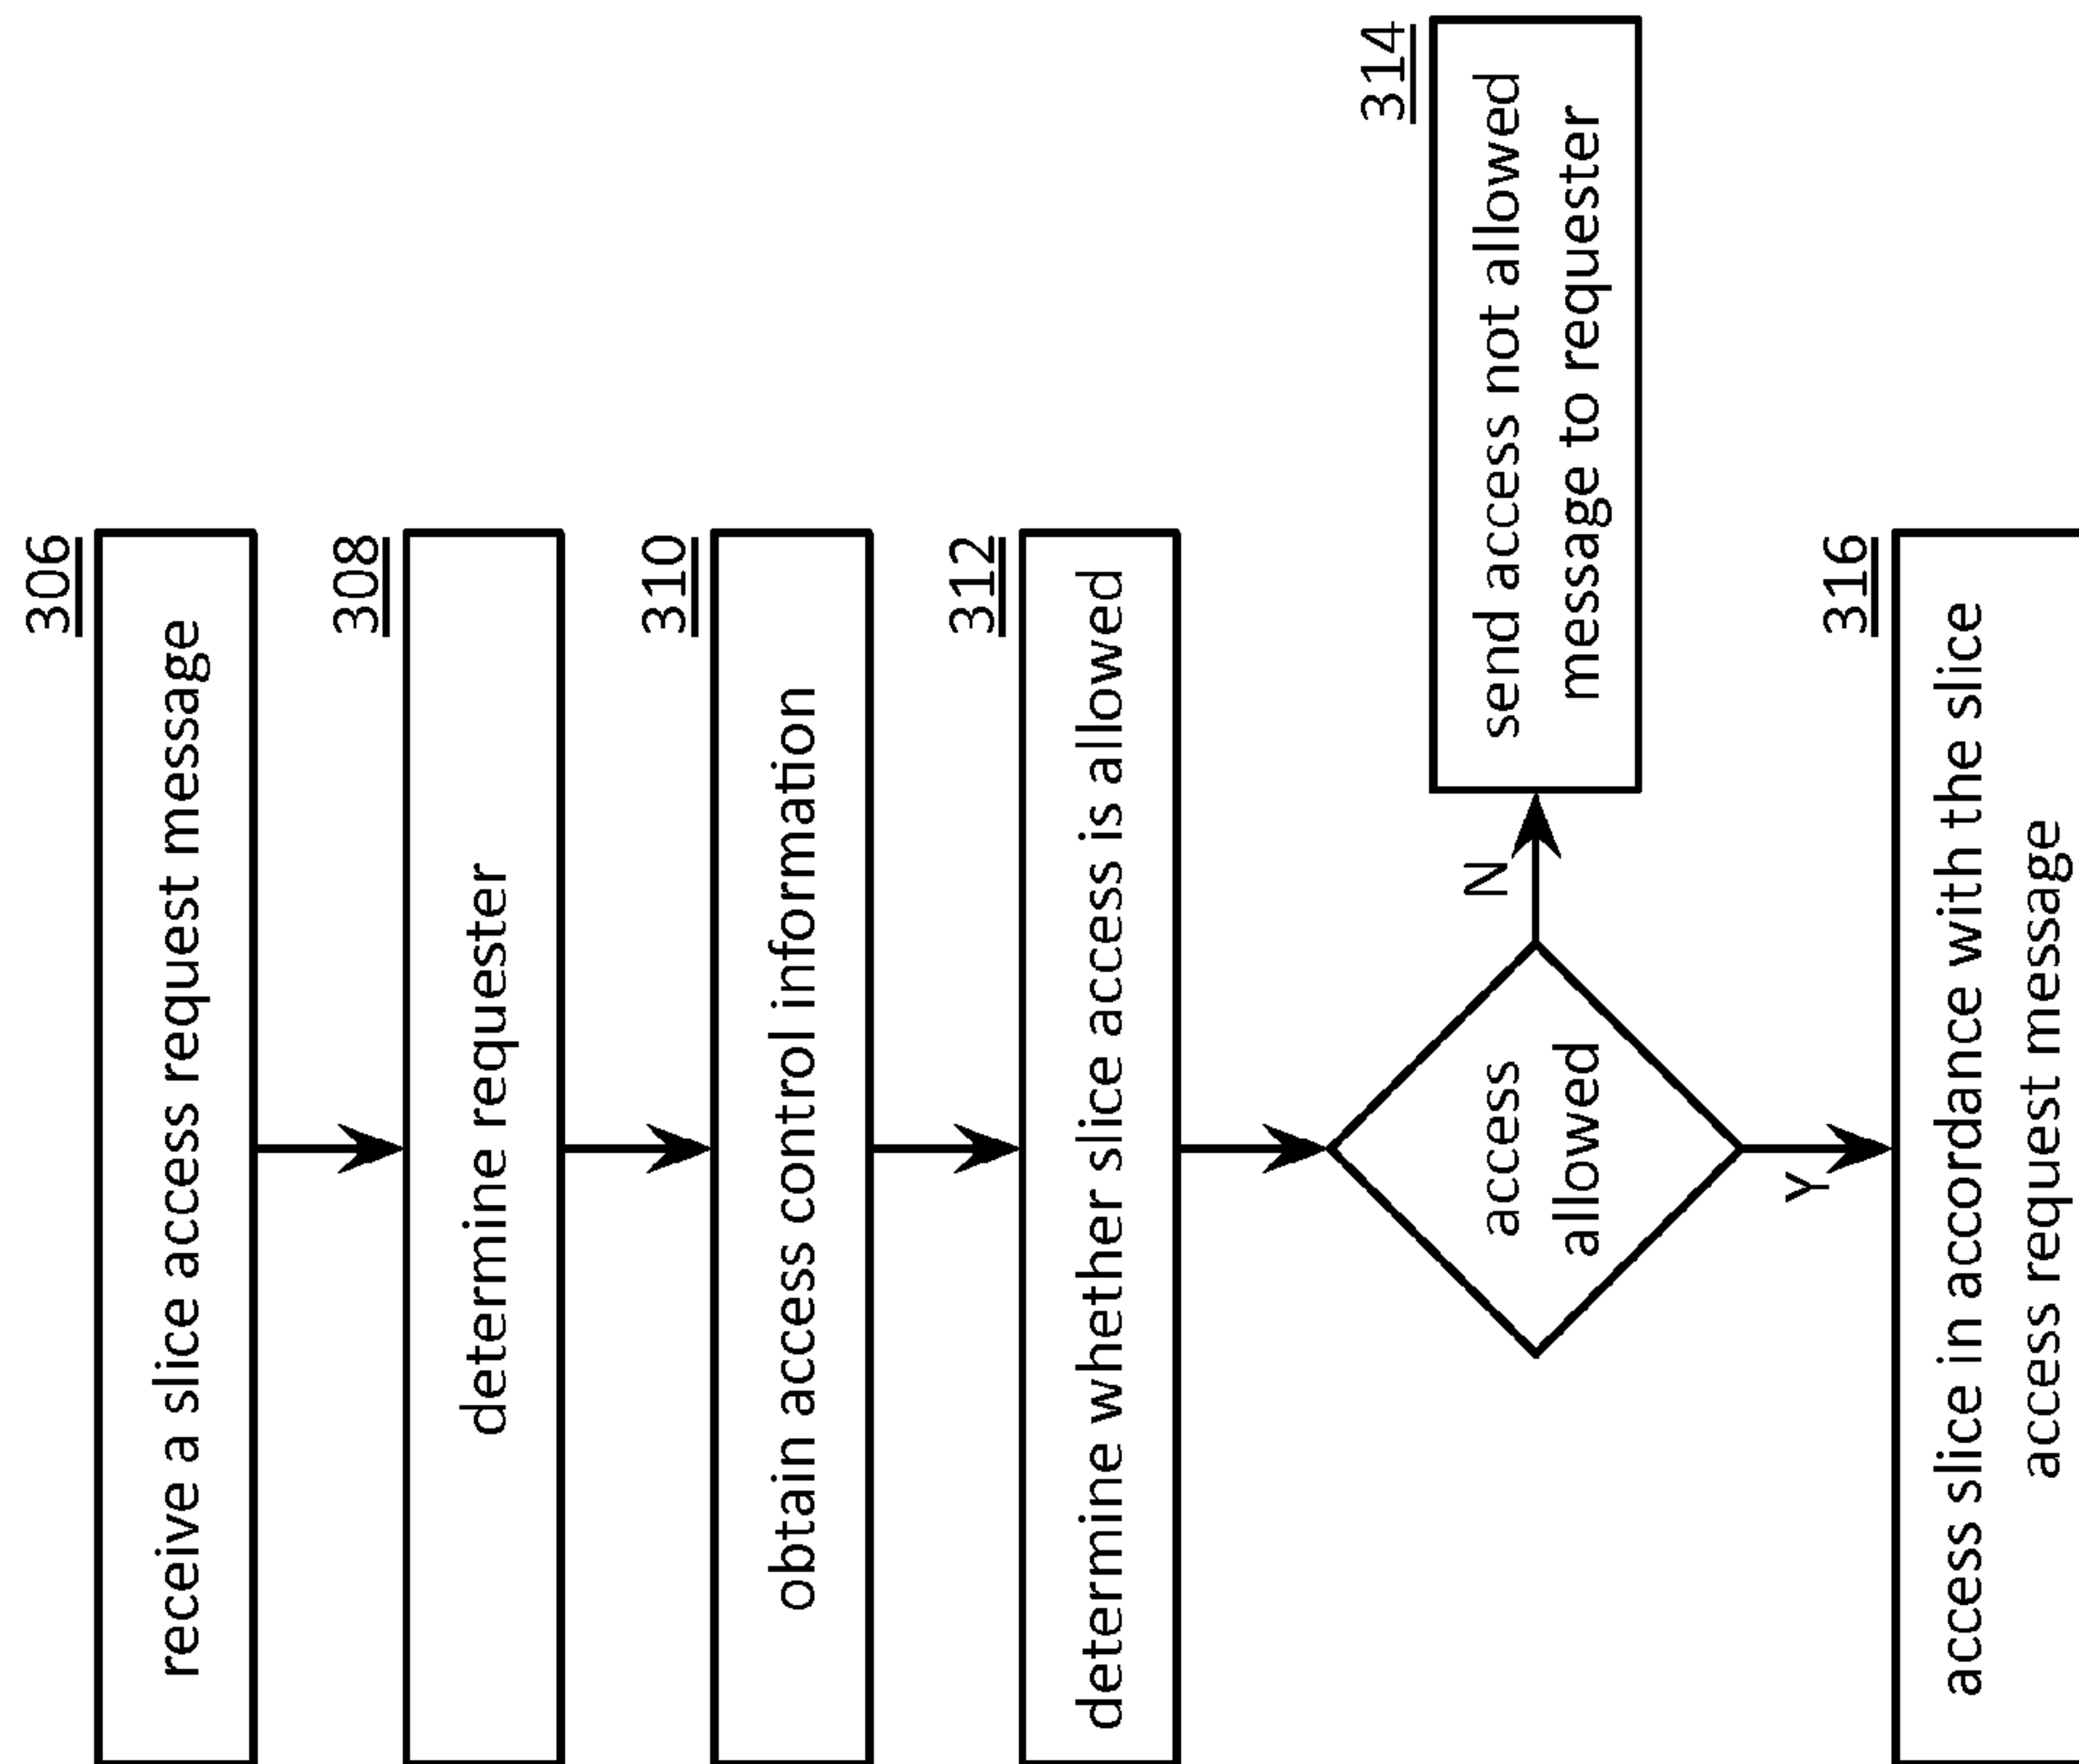 306
receive a slice access request message
308
determine requester
310
obtain access control information
312
determine whether slice access is allowed
access
allowed
N
314
send access not allowed
message to requester
Y
316
access slice in accordance with the slice
access request message